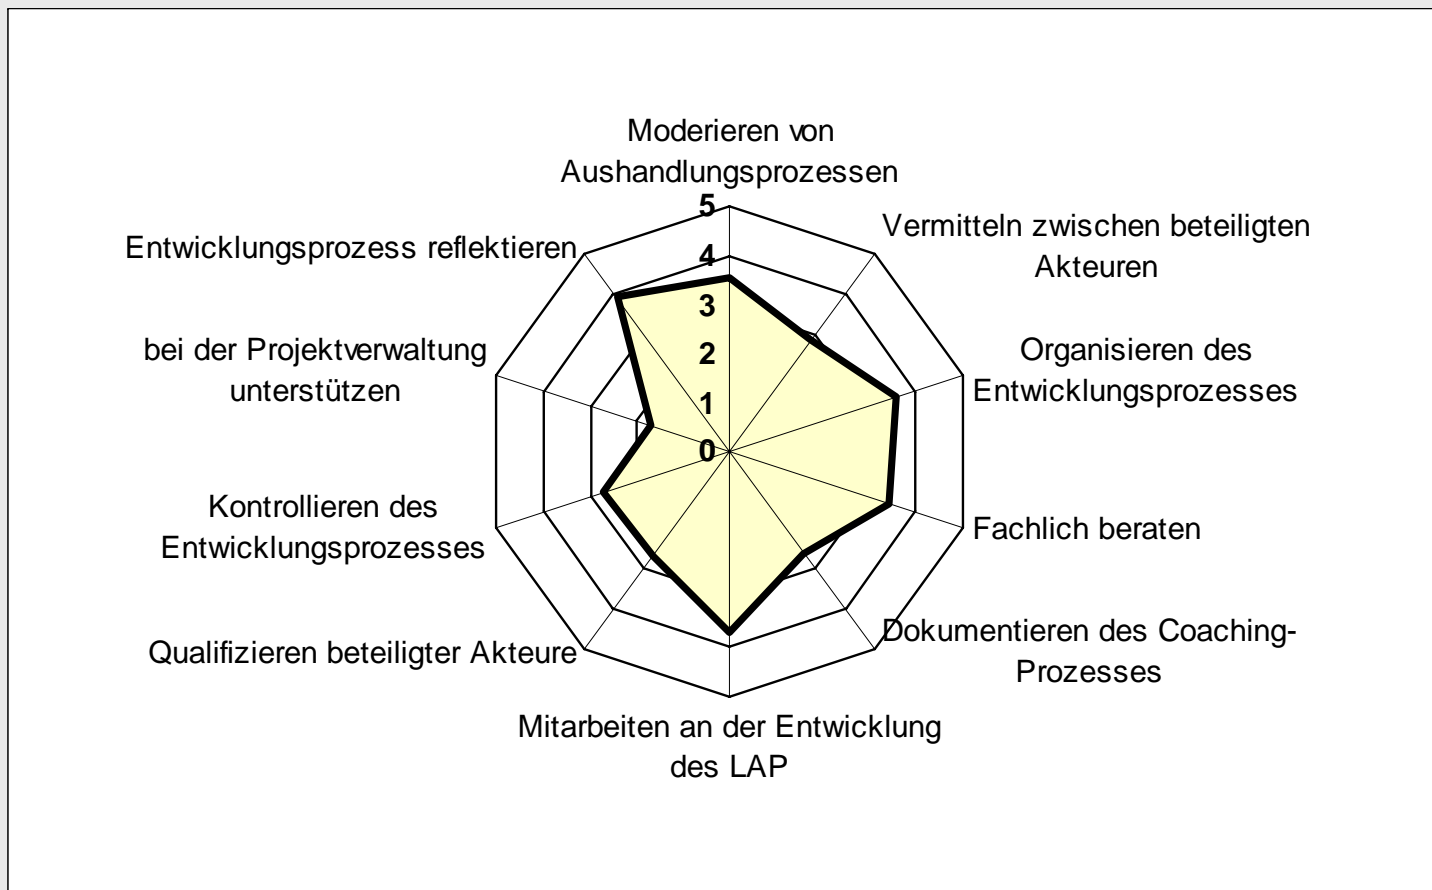 Moderieren von
Aushandlungsprozessen
Vermitteln zwischen beteiligten
Akteuren
Organisieren des
Entwicklungsprozesses
Fachlich beraten
Dokumentieren des Coaching-
Prozesses
Mitarbeiten an der Entwicklung
des LAP
Qualifizieren beteiligter Akteure
Kontrollieren des
Entwicklungsprozesses
bei der Projektverwaltung
unterstützen
Entwicklungsprozess reflektieren
5
4
3
2
1
0